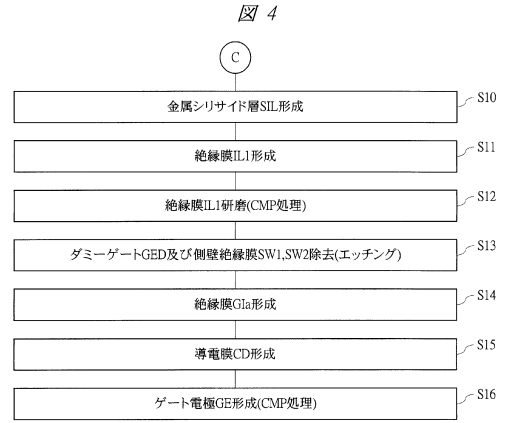 図 4
C
金属シリサイド層SIL形成
S10
絶縁膜IL1形成
S11
絶縁膜IL1研磨(CMP処理)
S12
ダミーゲートGED及び側壁絶縁膜SW1,SW2除去(エッチング)
S13
絶縁膜GIa形成
S14
導電膜CD形成
S15
ゲート電極GE形成(CMP処理)
S16